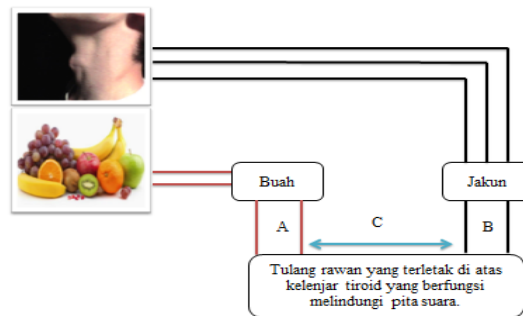 Buah
Jakun
A
C
B
Tulang rawan yang terletak di atas
kelenjar tiroid yang berfungsi
melindungi pita suara.